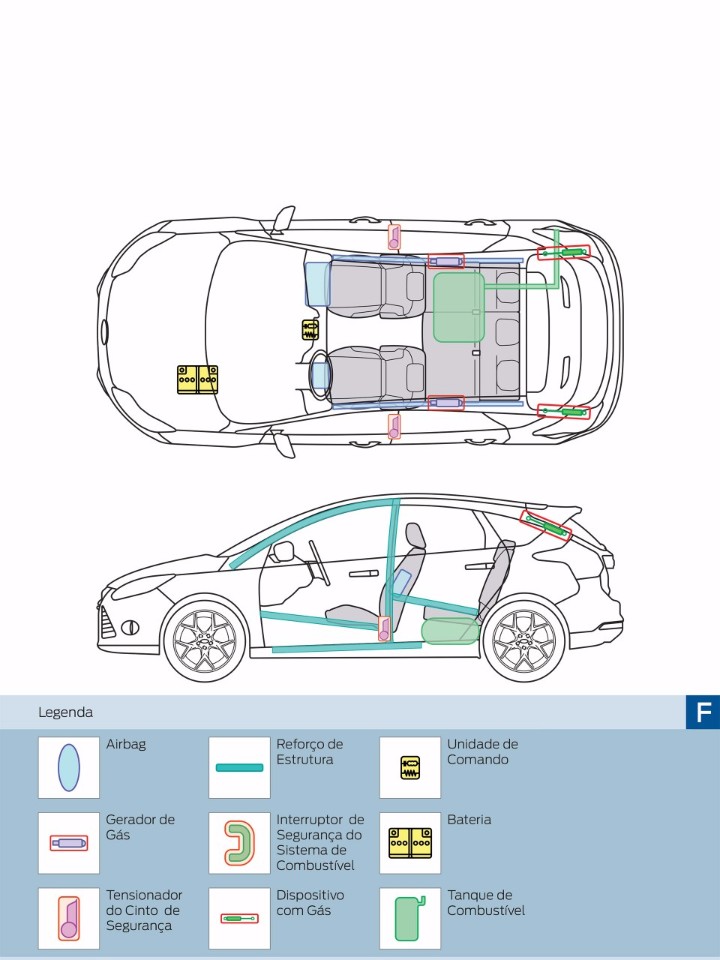 Legenda
F
Airbag
Reforço de
Estrutura
Unidade de
Comando
Gerador de
Gás
Interruptor de
Segurança do
Sistema de
Combustível
Bateria
Tensionador
do Cinto de
Segurança
Dispositivo
com Gás
Tanque de
Combustível